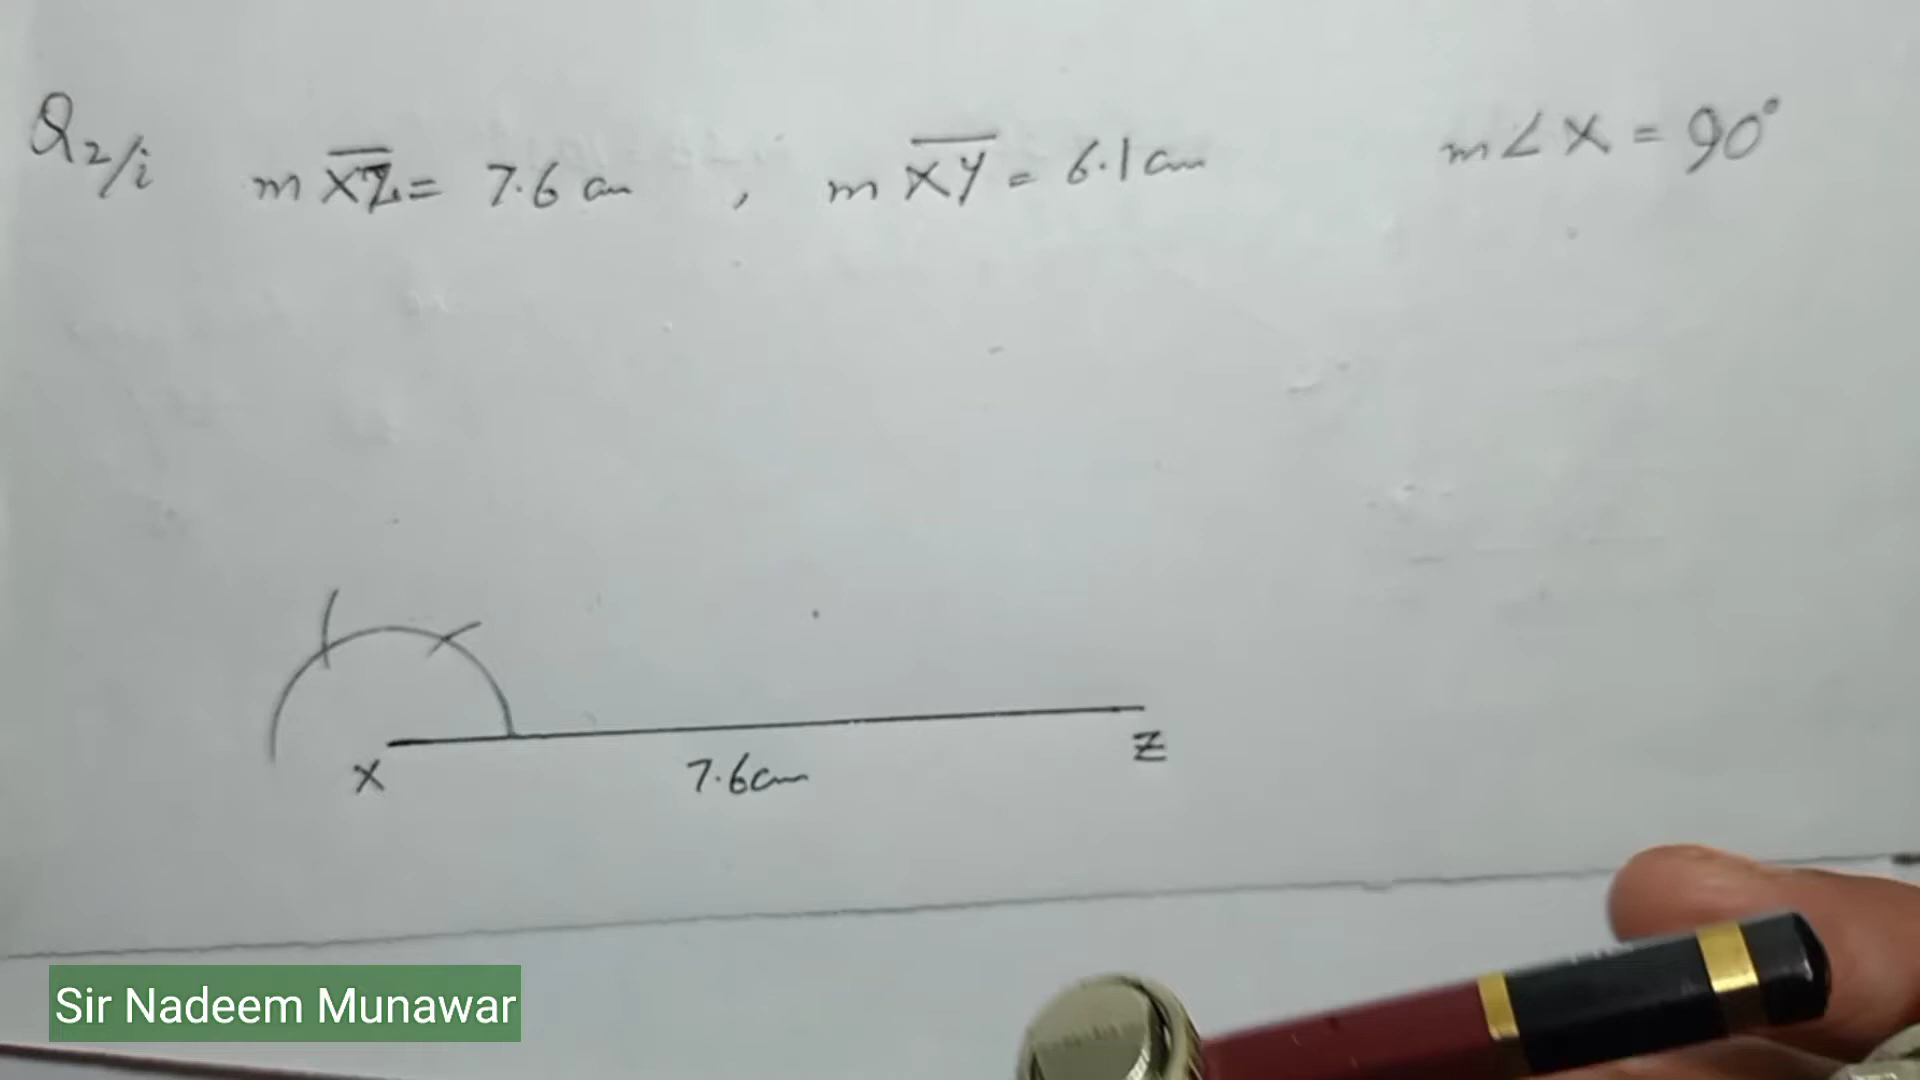 Q2/i m XZ = 7.6 cm , m XY = 6.1 cm m∠X = 90°
X 7.6cm Z
Sir Nadeem Munawar